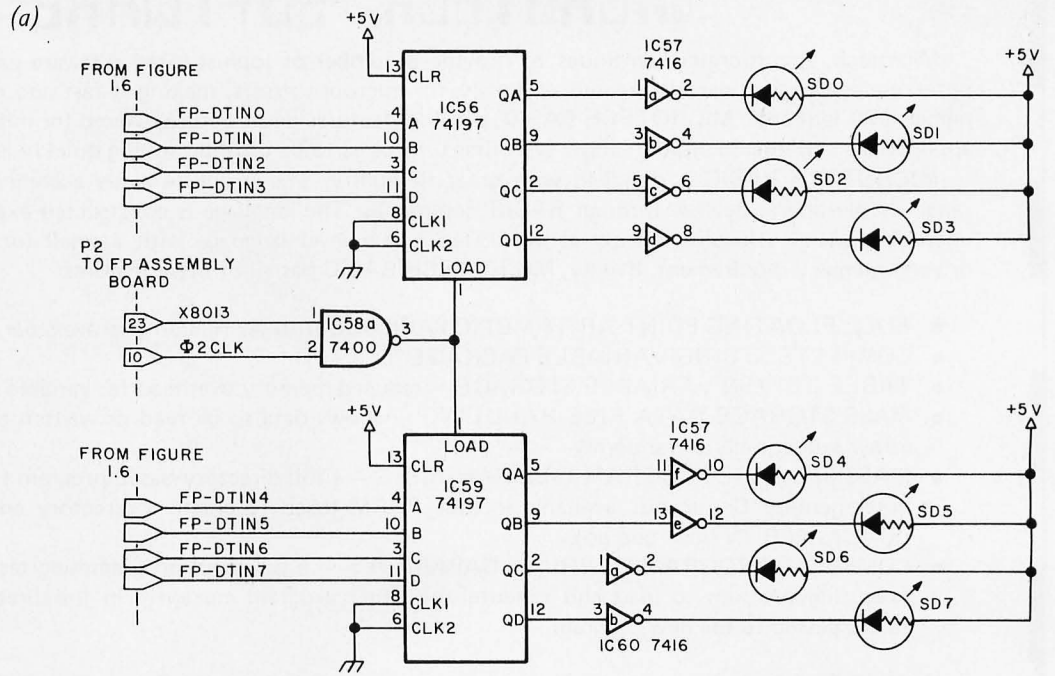 (a)
+5V
FROM FIGURE
1.6
13 CLR
IC56
74197
FP-DTIN0 4 A
FP-DTIN1 10 B
FP-DTIN2 3 C
FP-DTIN3 11 D
8 CLK1
6 CLK2
LOAD
1
QA 5
QB 9
QC 2
QD 12
IC57
7416
1 a 2
3 b 4
5 c 6
9 d 8
SD0
SD1
SD2
SD3
+5V
P2
TO FP ASSEMBLY
BOARD
23 X8013 1
10 Φ2CLK 2
IC58a
7400
3
+5V
FROM FIGURE
1.6
LOAD
13 CLR
IC59
74197
FP-DTIN4 4 A
FP-DTIN5 10 B
FP-DTIN6 3 C
FP-DTIN7 11 D
8 CLK1
6 CLK2
QA 5
QB 9
QC 2
QD 12
IC57
7416
11 f 10
13 e 12
1 a 2
3 b 4
IC60 7416
SD4
SD5
SD6
SD7
+5V